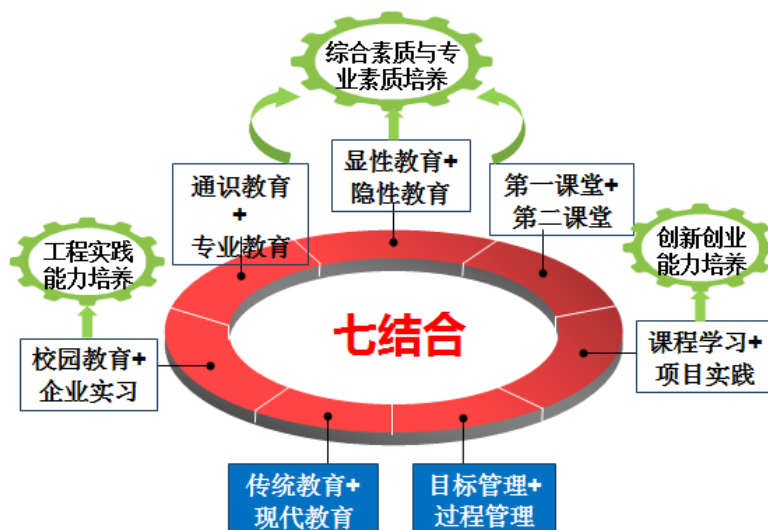 综合素质与专
业素质培养
显性教育+
隐性教育
通识教育
+
专业教育
第一课堂+
第二课堂
工程实践
能力培养
创新创业
能力培养
七结合
校园教育+
企业实习
课程学习+
项目实践
传统教育+
现代教育
目标管理+
过程管理